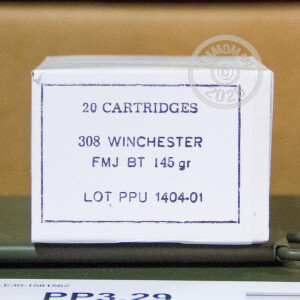 20 CARTRIDGES
308 WINCHESTER
FMJ BT 145 gr
LOT PPU 1404-01
PP3.29